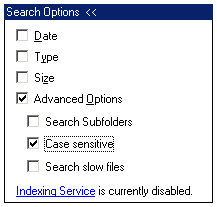 Search Options <<
Date
Type
Size
Advanced Options
Search Subfolders
Case sensitive
Search slow files
Indexing Service is currently disabled.